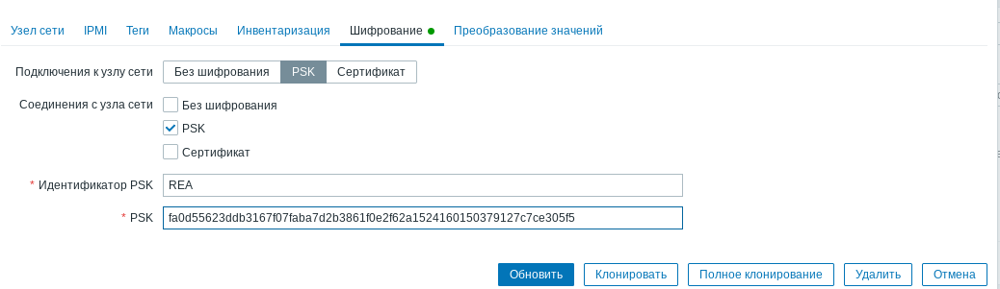 Узел сети IPMI Теги Макросы Инвентаризация Шифрование Преобразование значений
Подключения к узлу сети Без шифрования PSK Сертификат
Соединения с узла сети Без шифрования
PSK
Сертификат
* Идентификатор PSK REA
* PSK fa0d55623ddb3167f07faba7d2b3861f0e2f62a1524160150379127c7ce305f5
Обновить Клонировать Полное клонирование Удалить Отмена